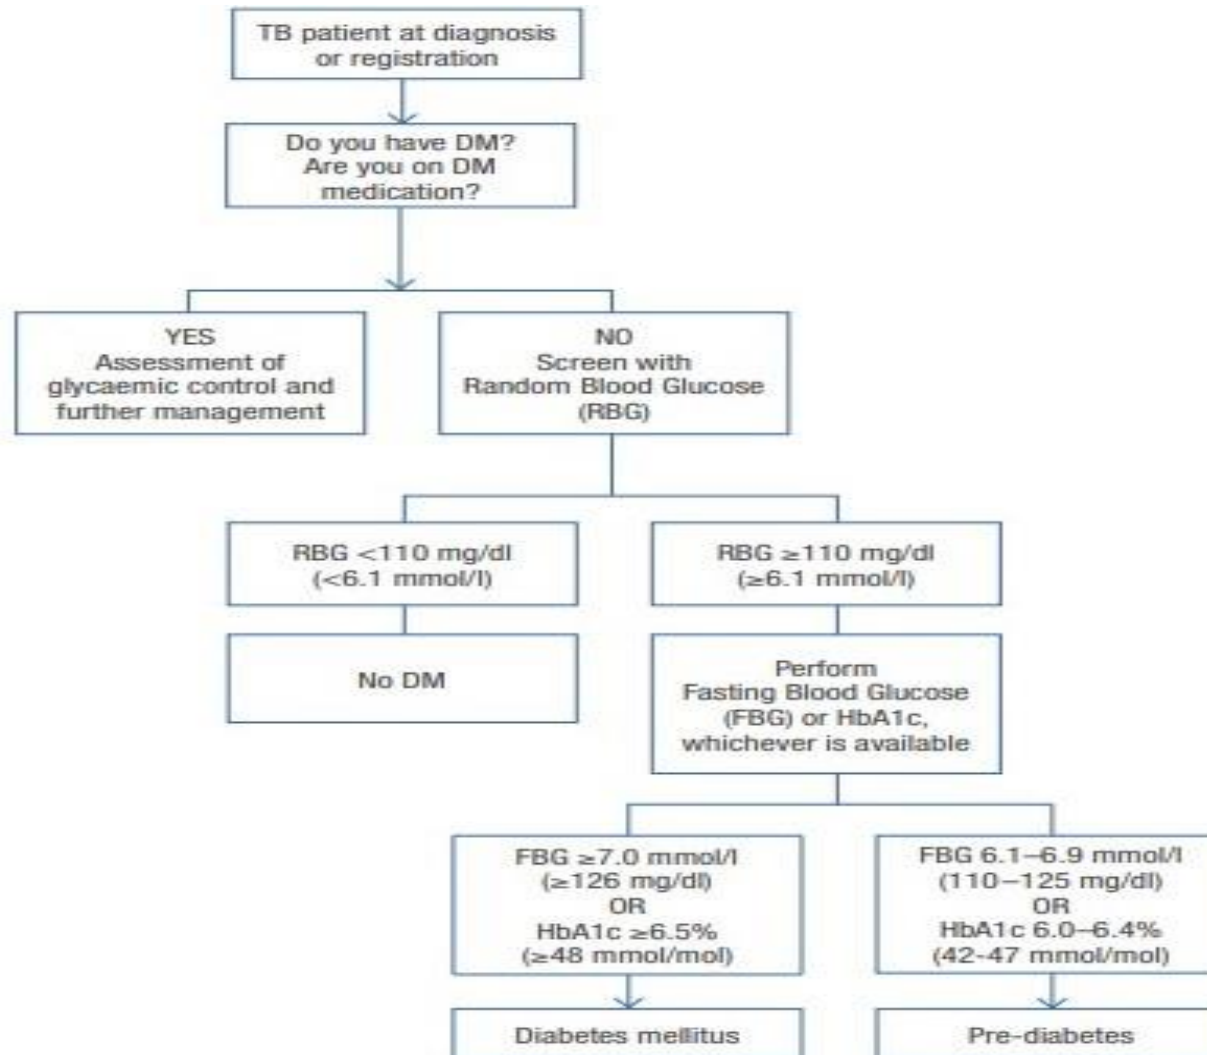 TB patient at diagnosis
or registration
Do you have DM?
Are you on DM
medication?
YES
Assessment of
glycaemic control and
further management
NO
Screen with
Random Blood Glucose
(RBG)
RBG <110 mg/dl
(<6.1 mmol/l)
RBG ≥110 mg/dl
(≥6.1 mmol/l)
No DM
Perform
Fasting Blood Glucose
(FBG) or HbA1c,
whichever is available
FBG ≥7.0 mmol/l
(≥126 mg/dl)
OR
HbA1c ≥6.5%
(≥48 mmol/mol)
FBG 6.1–6.9 mmol/l
(110–125 mg/dl)
OR
HbA1c 6.0–6.4%
(42-47 mmol/mol)
Diabetes mellitus
Pre-diabetes